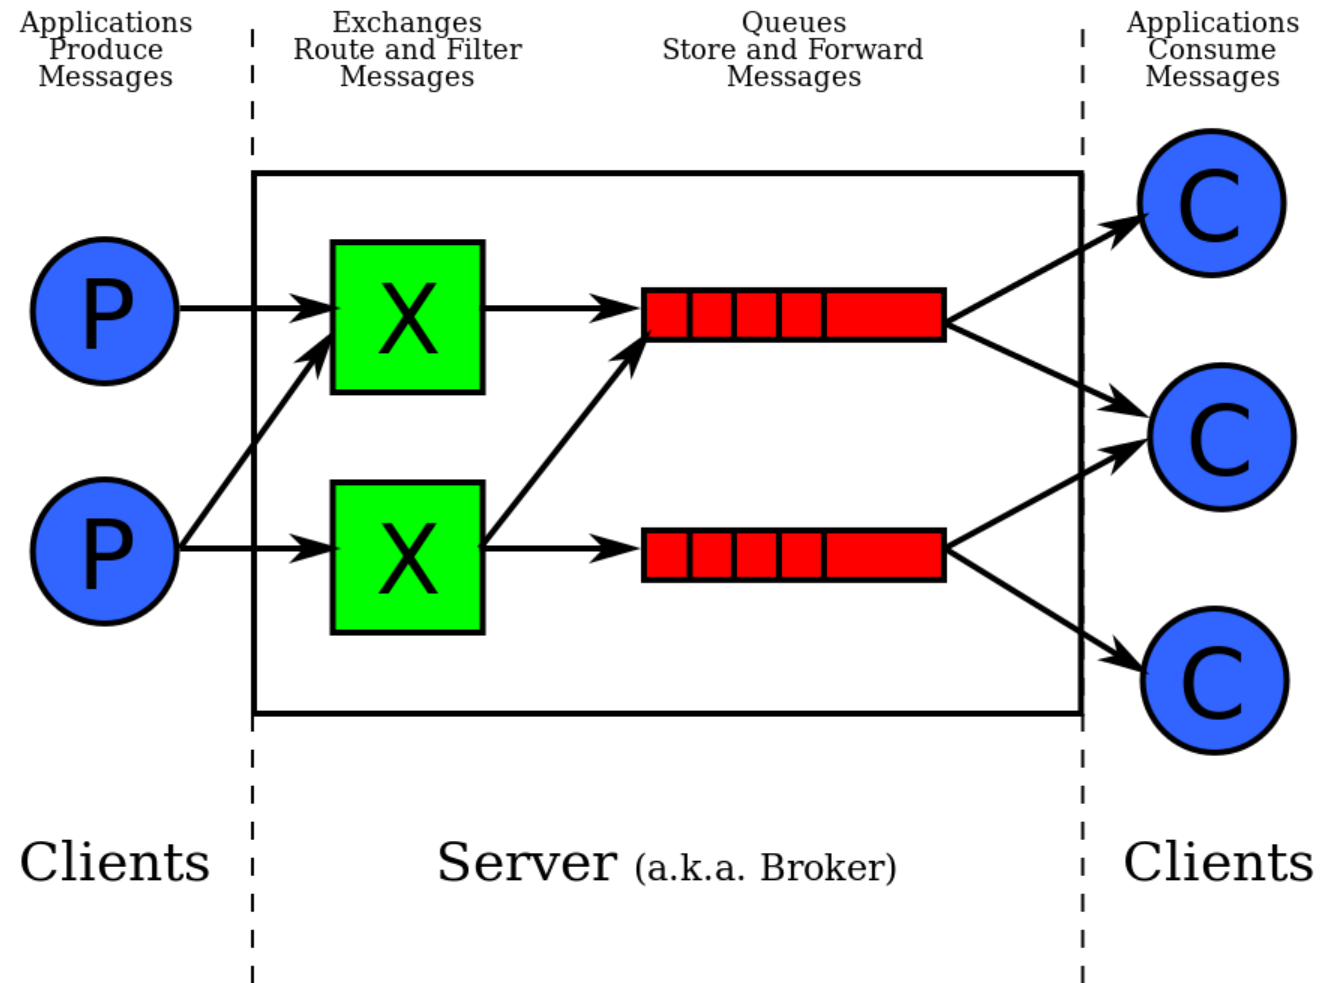 Applications
Produce
Messages
Exchanges
Route and Filter
Messages
Queues
Store and Forward
Messages
Applications
Consume
Messages
P
P
X
X
C
C
C
Clients
Server (a.k.a. Broker)
Clients